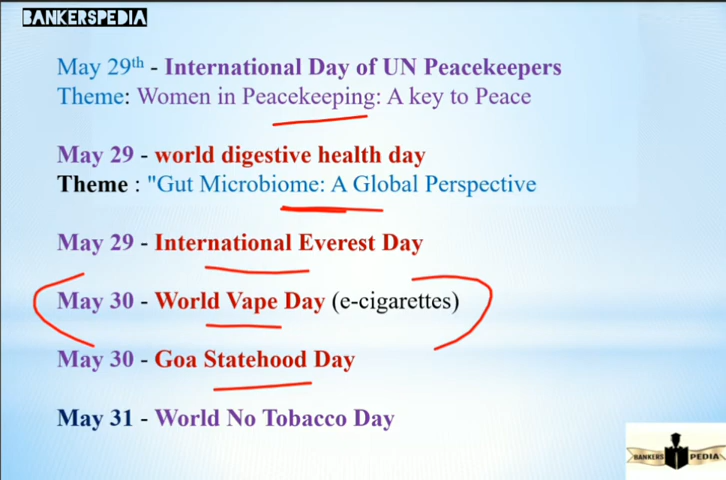 BANKERSPEDIA
May 29th - International Day of UN Peacekeepers
Theme: Women in Peacekeeping: A key to Peace
May 29 - world digestive health day
Theme : "Gut Microbiome: A Global Perspective
May 29 - International Everest Day
May 30 - World Vape Day (e-cigarettes)
May 30 - Goa Statehood Day
May 31 - World No Tobacco Day
BANKERS PEDIA